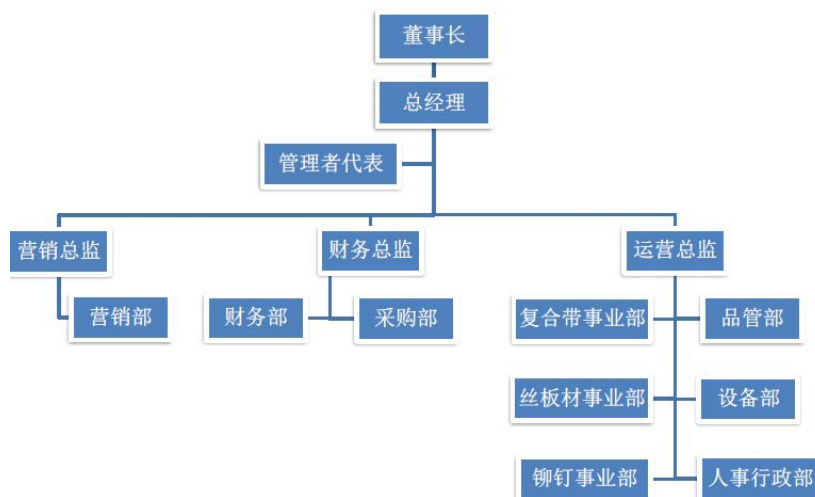 董事长
总经理
管理者代表
营销总监
财务总监
运营总监
营销部
财务部
采购部
复合带事业部
品管部
丝板材事业部
设备部
铆钉事业部
人事行政部